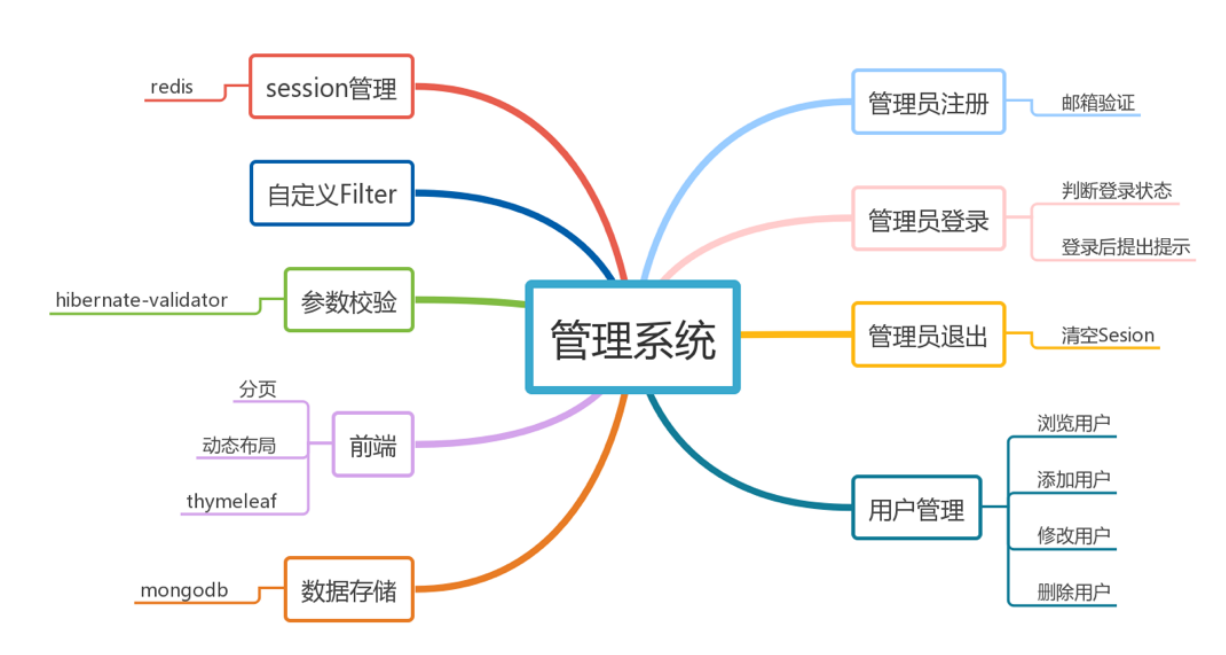 管理系统
session管理
redis
自定义Filter
参数校验
hibernate-validator
前端
分页
动态布局
thymeleaf
数据存储
mongodb
管理员注册
邮箱验证
管理员登录
判断登录状态
登录后提出提示
管理员退出
清空Sesion
用户管理
浏览用户
添加用户
修改用户
删除用户